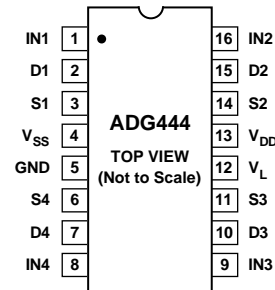 IN1 1 16 IN2
D1 2 15 D2
S1 3 14 S2
ADG444
VSS 4 13 VDD
TOP VIEW
(Not to Scale)
GND 5 12 VL
S4 6 11 S3
D4 7 10 D3
IN4 8 9 IN3